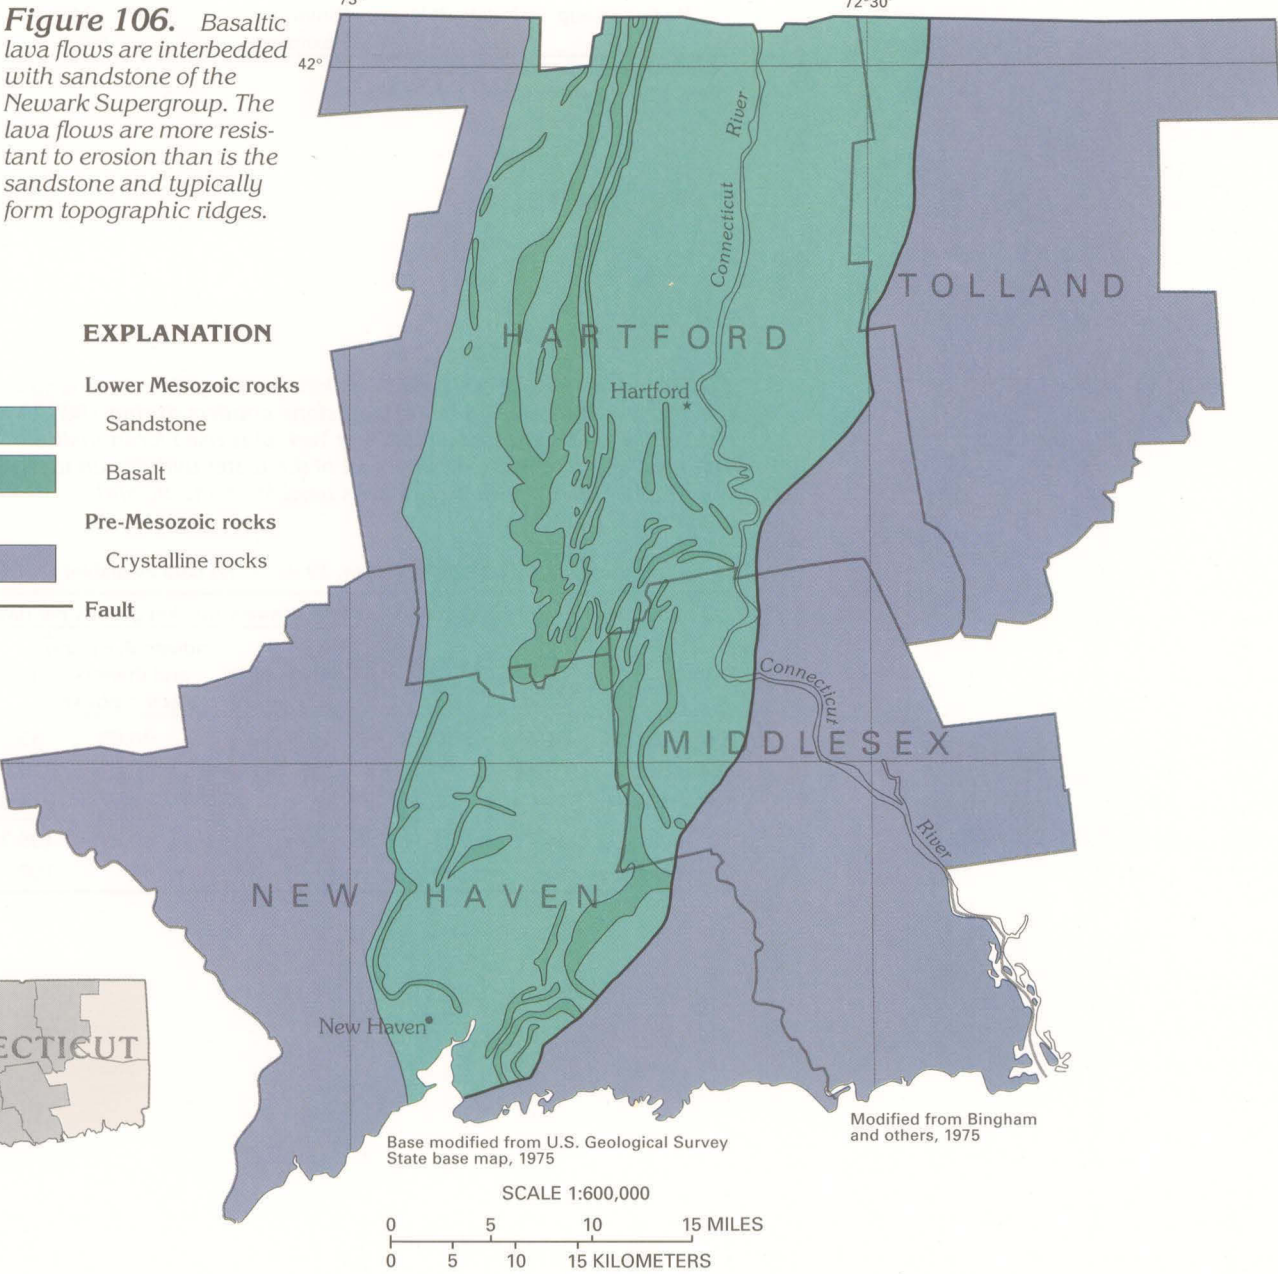 73°
72°30'
Figure 106. Basaltic
lava flows are interbedded
with sandstone of the
Newark Supergroup. The
lava flows are more resis-
tant to erosion than is the
sandstone and typically
form topographic ridges.
42°
River
Connecticut
TOLLAND
HARTFORD
Hartford
EXPLANATION
Lower Mesozoic rocks
Sandstone
Basalt
Pre-Mesozoic rocks
Crystalline rocks
Fault
Connecticut
MIDDLESEX
River
NEW HAVEN
New Haven
ECTICUT
Base modified from U.S. Geological Survey
State base map, 1975
Modified from Bingham
and others, 1975
SCALE 1:600,000
0 5 10 15 MILES
0 5 10 15 KILOMETERS